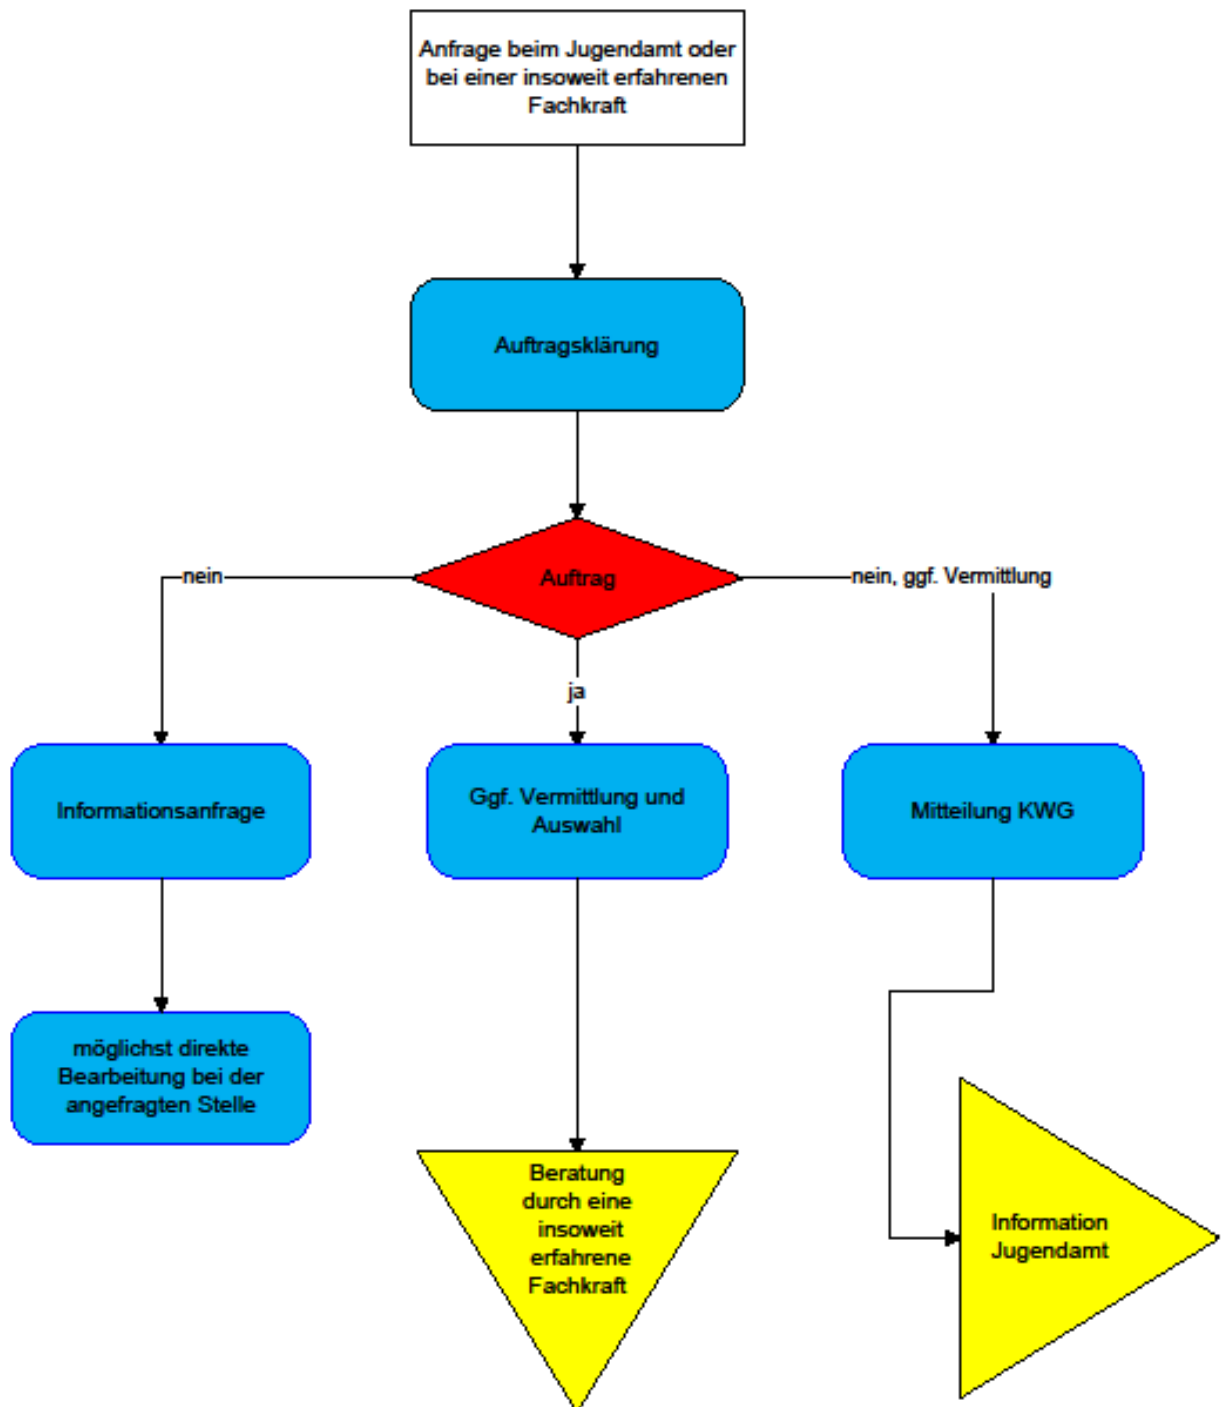 Anfrage beim Jugendamt oder
bei einer insoweit erfahrenen
Fachkraft
Auftragsklärung
Auftrag
nein
ja
nein, ggf. Vermittlung
Informationsanfrage
Ggf. Vermittlung und
Auswahl
Mitteilung KWG
möglichst direkte
Bearbeitung bei der
angefragten Stelle
Beratung
durch eine
insoweit
erfahrene
Fachkraft
Information
Jugendamt